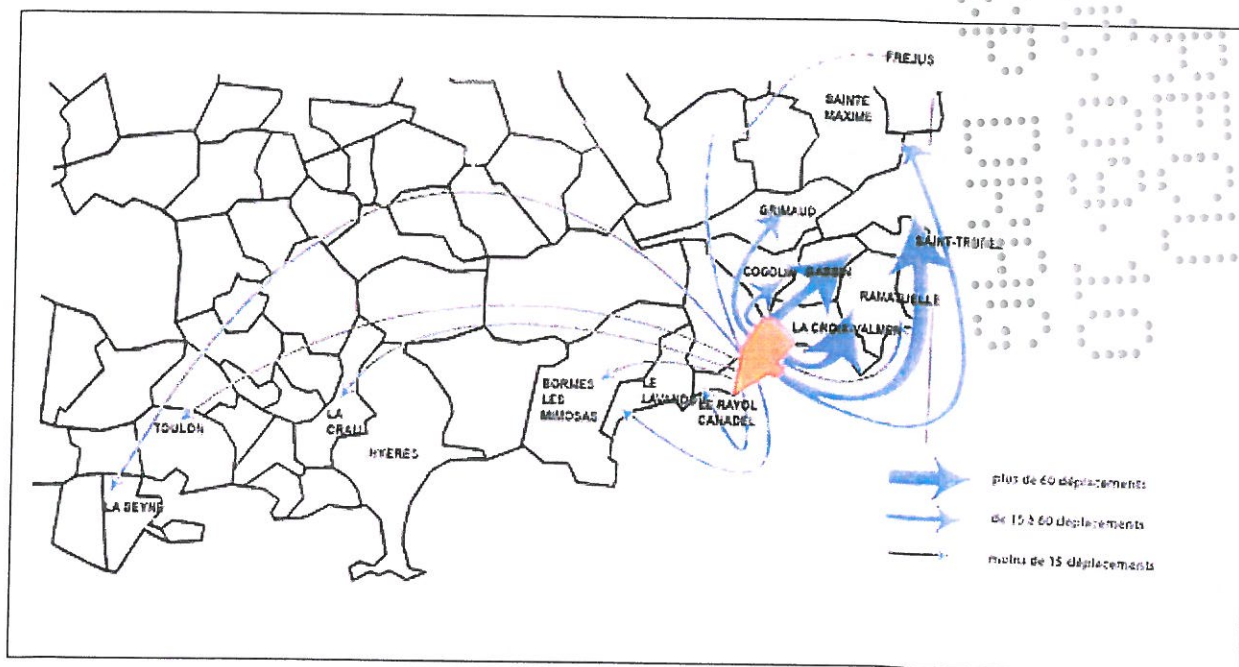 FREJUS
SAINTE
MAXIME
GRIMAUD
SAINT-TROPEZ
COGOLIN
GASSIN
RAMATUELLE
LA CROIX-VALMER
BORMES
LES
MIMOSAS
LE
LAVANDOU
LE RAYOL
CANADEL
LA
CRAU
TOULON
HYERES
LA SEYNE
plus de 60 déplacements
de 15 à 60 déplacements
moins de 15 déplacements